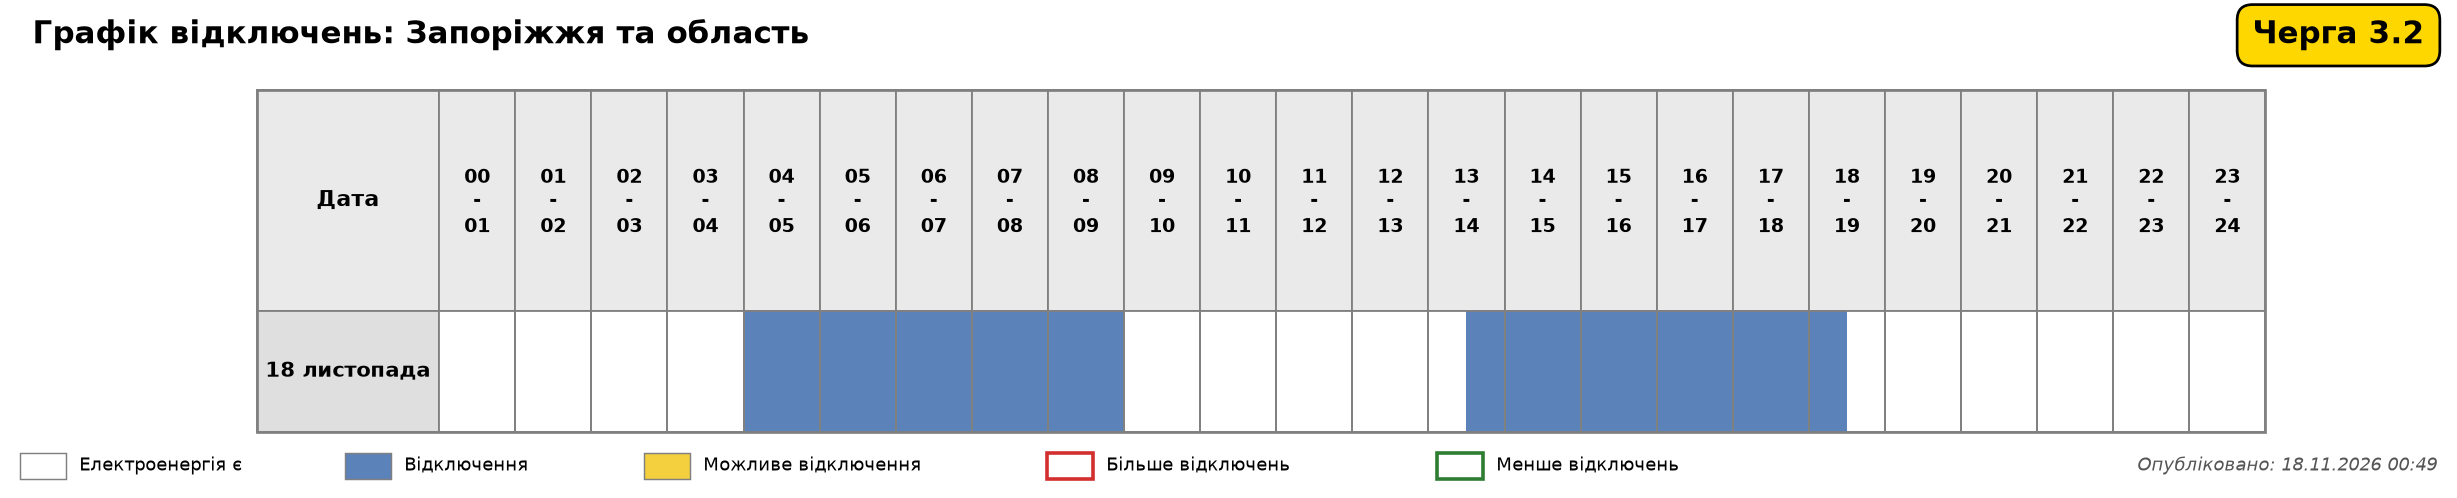 Графік відключень: Запоріжжя та область
Черга 3.2
Дата
00 - 01
01 - 02
02 - 03
03 - 04
04 - 05
05 - 06
06 - 07
07 - 08
08 - 09
09 - 10
10 - 11
11 - 12
12 - 13
13 - 14
14 - 15
15 - 16
16 - 17
17 - 18
18 - 19
19 - 20
20 - 21
21 - 22
22 - 23
23 - 24
18 листопада
Електроенергія є
Відключення
Можливе відключення
Більше відключень
Менше відключень
Опубліковано: 18.11.2026 00:49